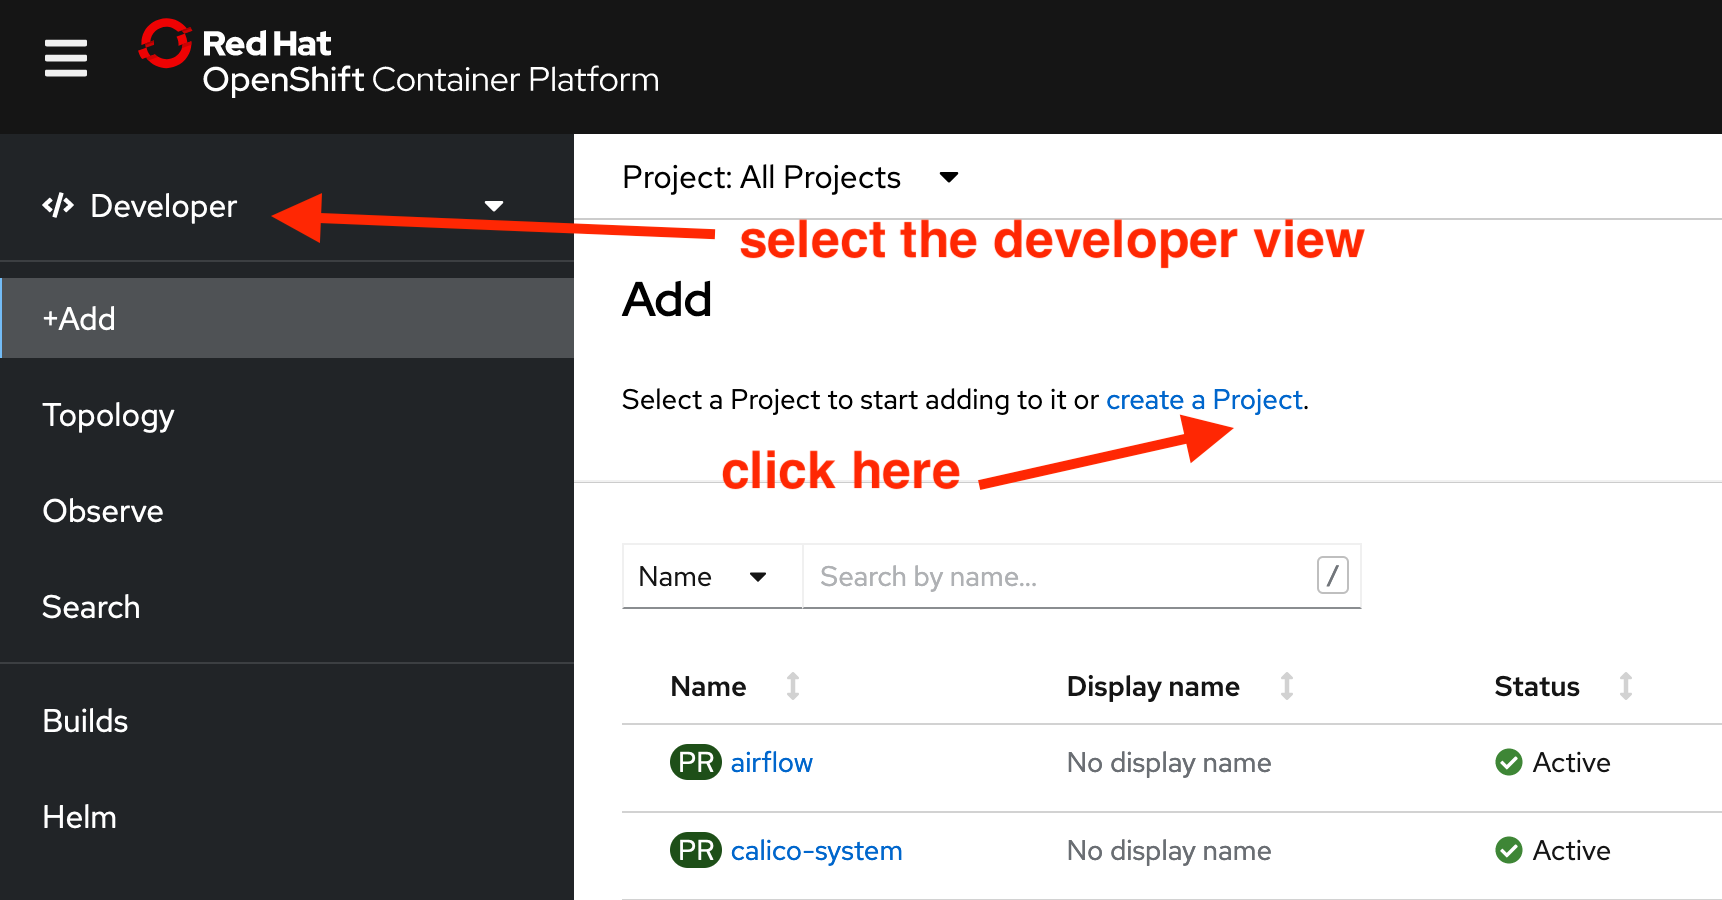 Red Hat
OpenShift Container Platform
</> Developer
Project: All Projects
select the developer view
+Add
Add
Topology
Select a Project to start adding to it or create a Project.
click here
Observe
Search
Name
Search by name...
/
Name Display name Status
Builds
PR airflow No display name Active
Helm
PR calico-system No display name Active